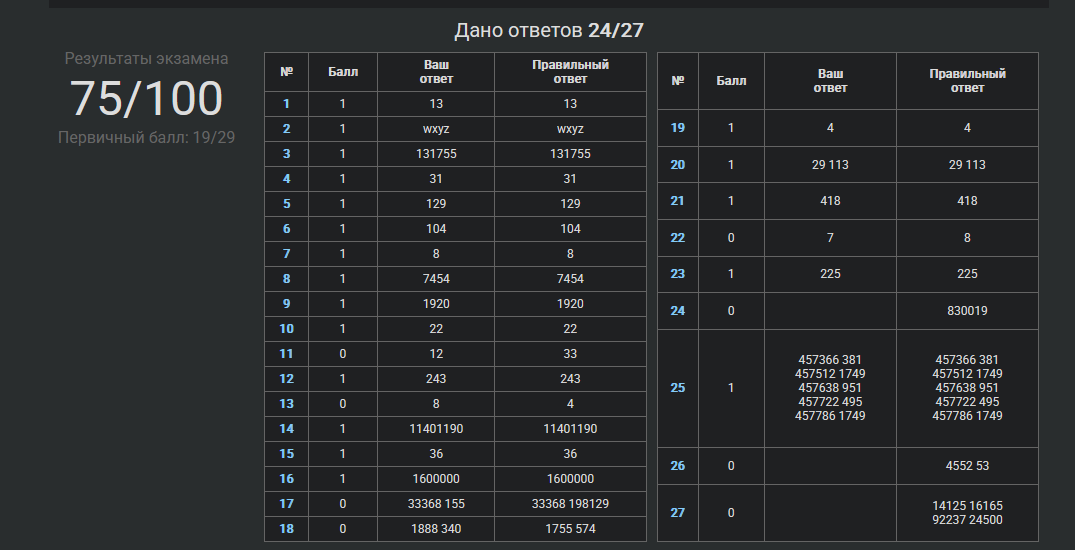 Дано ответов 24/27
Результаты экзамена
75/100
Первичный балл: 19/29
№ Балл Ваш ответ Правильный ответ
1 1 13 13
2 1 wxyz wxyz
3 1 131755 131755
4 1 31 31
5 1 129 129
6 1 104 104
7 1 8 8
8 1 7454 7454
9 1 1920 1920
10 1 22 22
11 0 12 33
12 1 243 243
13 0 8 4
14 1 11401190 11401190
15 1 36 36
16 1 1600000 1600000
17 0 33368 155 33368 198129
18 0 1888 340 1755 574
№ Балл Ваш ответ Правильный ответ
19 1 4 4
20 1 29 113 29 113
21 1 418 418
22 0 7 8
23 1 225 225
24 0 830019
457366 381 457366 381
457512 1749 457512 1749
25 1 457638 951 457638 951
457722 495 457722 495
457786 1749 457786 1749
26 0 4552 53
27 0 14125 16165
92237 24500